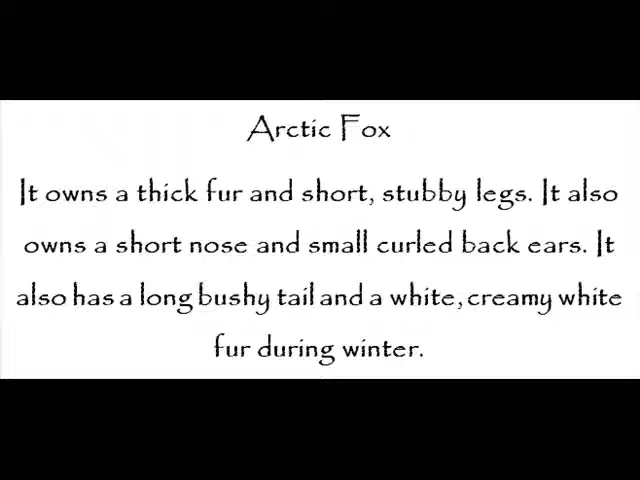 Arctic Fox
It owns a thick fur and short, stubby legs. It also
owns a short nose and small curled back ears. It
also has a long bushy tail and a white, creamy white
fur during winter.